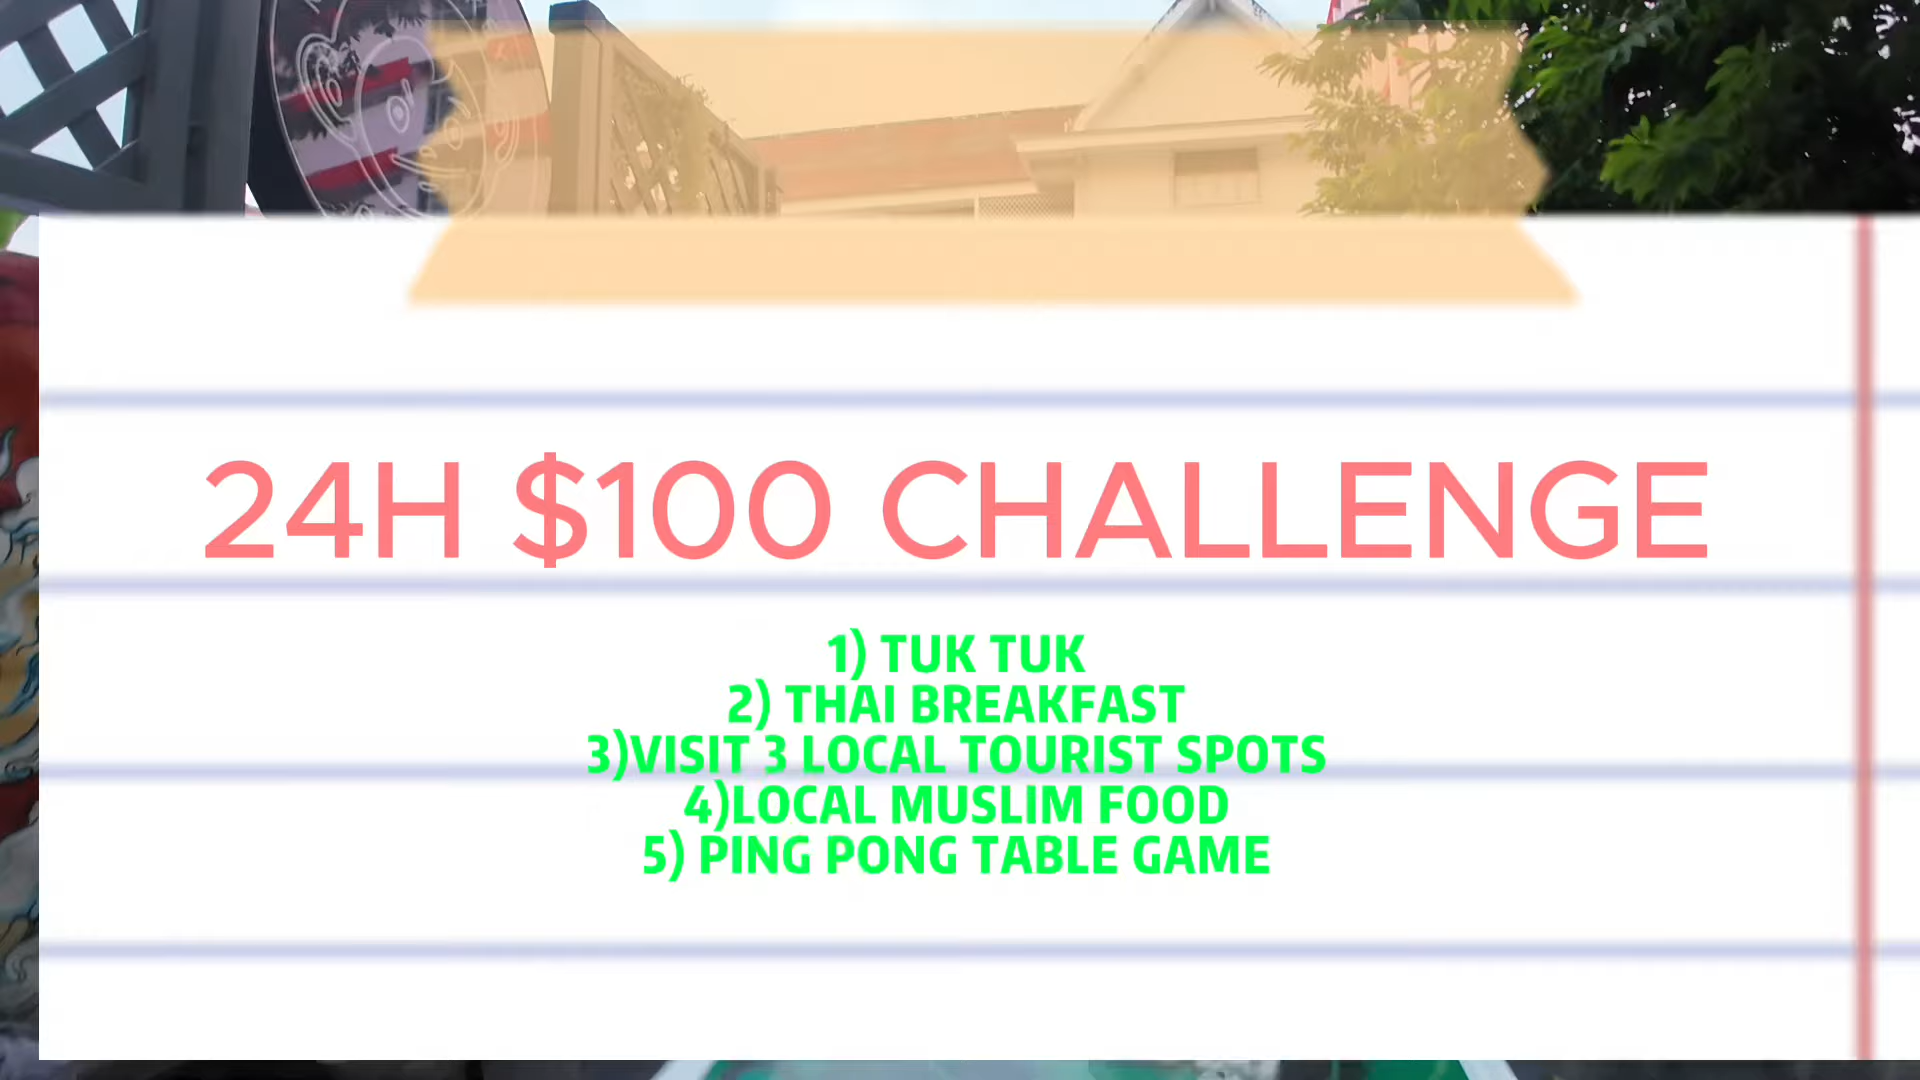 24H $100 CHALLENGE
1) TUK TUK
2) THAI BREAKFAST
3)VISIT 3 LOCAL TOURIST SPOTS
4)LOCAL MUSLIM FOOD
5) PING PONG TABLE GAME